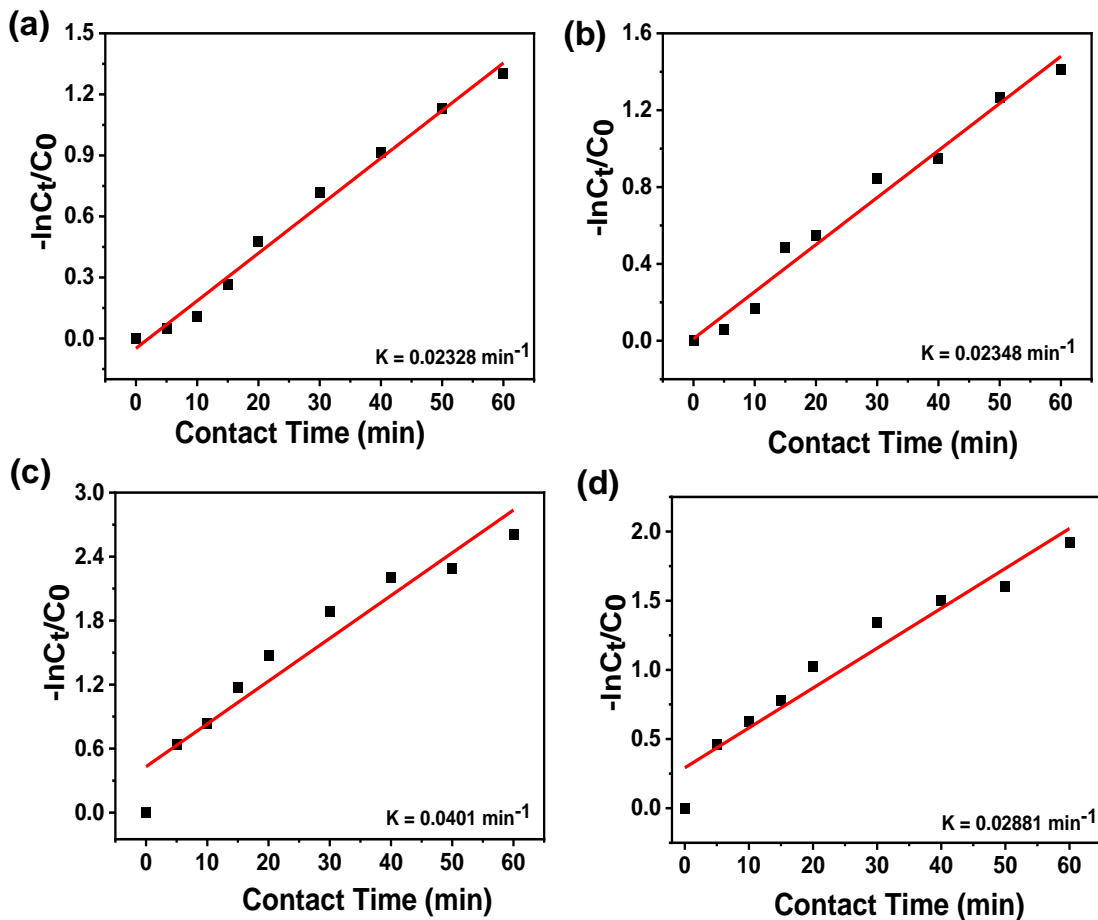 (a)
-lnCt/C0
1.5
1.2
0.9
0.6
0.3
0.0
K = 0.02328 min-1
0 10 20 30 40 50 60
Contact Time (min)
(b)
-lnCt/C0
1.6
1.2
0.8
0.4
0.0
K = 0.02348 min-1
0 10 20 30 40 50 60
Contact Time (min)
(c)
-lnCt/C0
3.0
2.4
1.8
1.2
0.6
0.0
K = 0.0401 min-1
0 10 20 30 40 50 60
Contact Time (min)
(d)
-lnCt/C0
2.0
1.5
1.0
0.5
0.0
K = 0.02881 min-1
0 10 20 30 40 50 60
Contact Time (min)